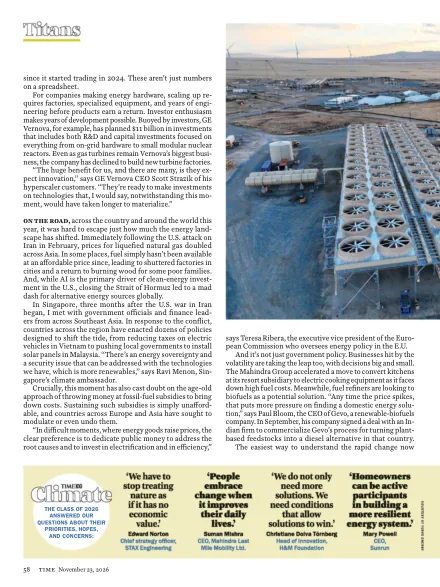 Titans
since it started trading in 2024. These aren't just numbers
on a spreadsheet.
For companies making energy hardware, scaling up re-
quires factories, specialized equipment, and years of engi-
neering before products earn a return. Investor enthusiasm
makes years of development possible. Buoyed by investors, GE
Vernova, for example, has planned $11 billion in investments
that includes both R&D and capital investments focused on
everything from on-grid hardware to small modular nuclear
reactors. Even as gas turbines remain Vernova's biggest busi-
ness, the company has declined to build new turbine factories.
"The huge benefit for us, and there are many, is they ex-
pect innovation," says GE Vernova CEO Scott Strazik of his
hyperscaler customers. "They're ready to make investments
on technologies that, I would say, notwithstanding this mo-
ment, would have taken longer to materialize."
ON THE ROAD, across the country and around the world this
year, it was hard to escape just how much the energy land-
scape has shifted. Immediately following the U.S. attack on
Iran in February, prices for liquefied natural gas doubled
across Asia. In some places, fuel simply hasn't been available
at an affordable price since, leading to shuttered factories in
cities and a return to burning wood for some poor families.
And, while AI is the primary driver of clean-energy invest-
ment in the U.S., closing the Strait of Hormuz led to a mad
dash for alternative energy sources globally.
In Singapore, three months after the U.S. war in Iran
began, I met with government officials and finance lead-
ers from across Southeast Asia. In response to the conflict,
countries across the region have enacted dozens of policies
designed to shift the tide, from reducing taxes on electric
vehicles in Vietnam to pushing local governments to install
solar panels in Malaysia. "There's an energy sovereignty and
a security issue that can be addressed with the technologies
we have, which is more renewables," says Ravi Menon, Sin-
gapore's climate ambassador.
Crucially, this moment has also cast doubt on the age-old
approach of throwing money at fossil-fuel subsidies to bring
down costs. Sustaining such subsidies is simply unafford-
able, and countries across Europe and Asia have sought to
modulate or even undo them.
"In difficult moments, where energy goods raise prices, the
clear preference is to dedicate public money to address the
root causes and to invest in electrification and in efficiency,"
says Teresa Ribera, the executive vice president of the Euro-
pean Commission who oversees energy policy in the E.U.
And it's not just government policy. Businesses hit by the
volatility are taking the leap too, with decisions big and small.
The Mahindra Group accelerated a move to convert kitchens
at its resort subsidiary to electric cooking equipment as it faces
down high fuel costs. Meanwhile, fuel refiners are looking to
biofuels as a potential solution. "Any time the price spikes,
that puts more pressure on finding a domestic energy solu-
tion," says Paul Bloom, the CEO of Gevo, a renewable-biofuels
company. In September, his company signed a deal with an In-
dian firm to commercialize Gevo's process for turning plant-
based feedstocks into a diesel alternative in that country.
The easiest way to understand the rapid change now
TIME100
Climate
THE CLASS OF 2026
ANSWERED OUR
QUESTIONS ABOUT THEIR
PRIORITIES, HOPES,
AND CONCERNS:
'We have to
stop treating
nature as
if it has no
economic
value.'
Edward Norton
Chief strategy officer,
STAX Engineering
'People
embrace
change when
it improves
their daily
lives.'
Suman Mishra
CEO, Mahindra Last
Mile Mobility Ltd.
'We do not only
need more
solutions. We
need conditions
that allow
solutions to win.'
Christiane Dolva Törnberg
Head of Innovation,
H&M Foundation
'Homeowners
can be active
participants
in building a
more resilient
energy system.'
Mary Powell
CEO,
Sunrun
58 TIME November 23, 2026